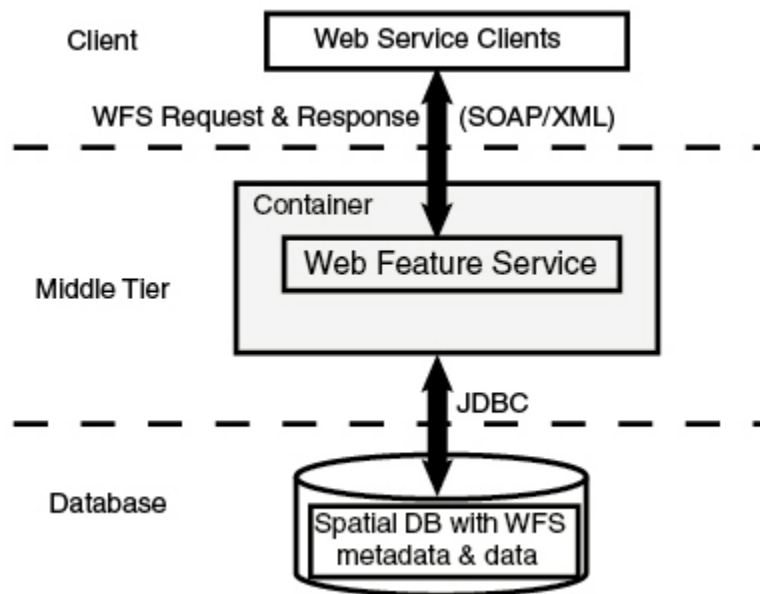 Client
Web Service Clients
WFS Request & Response (SOAP/XML)
Container
Web Feature Service
Middle Tier
JDBC
Database
Spatial DB with WFS
metadata & data